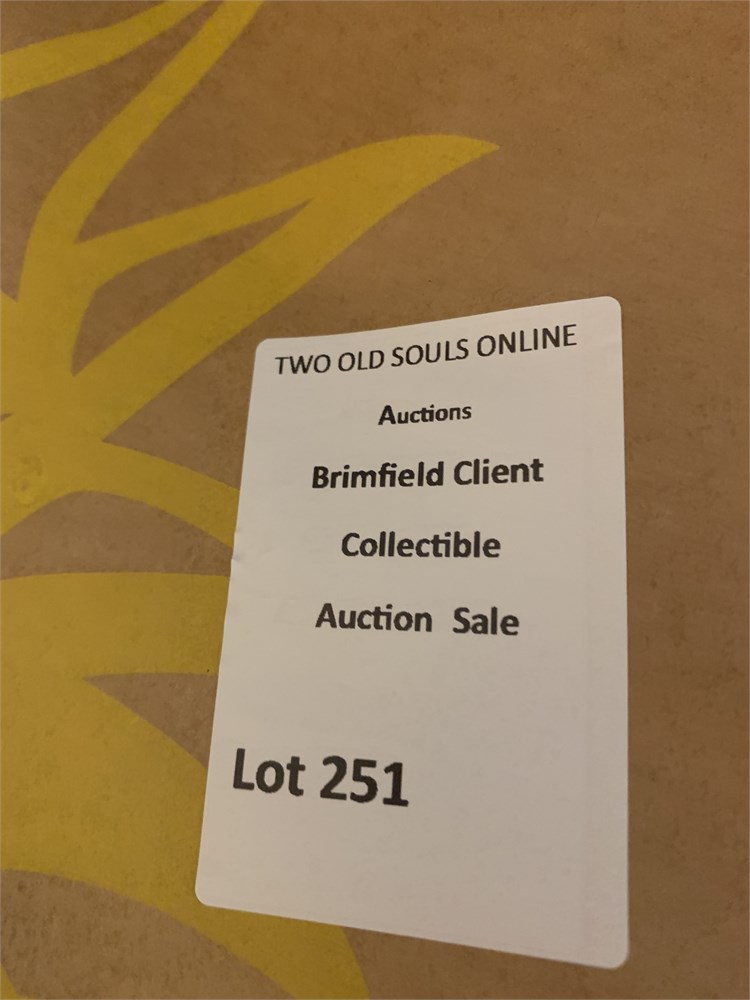 TWO OLD SOULS ONLINE
Auctions
Brimfield Client
Collectible
Auction Sale
Lot 251